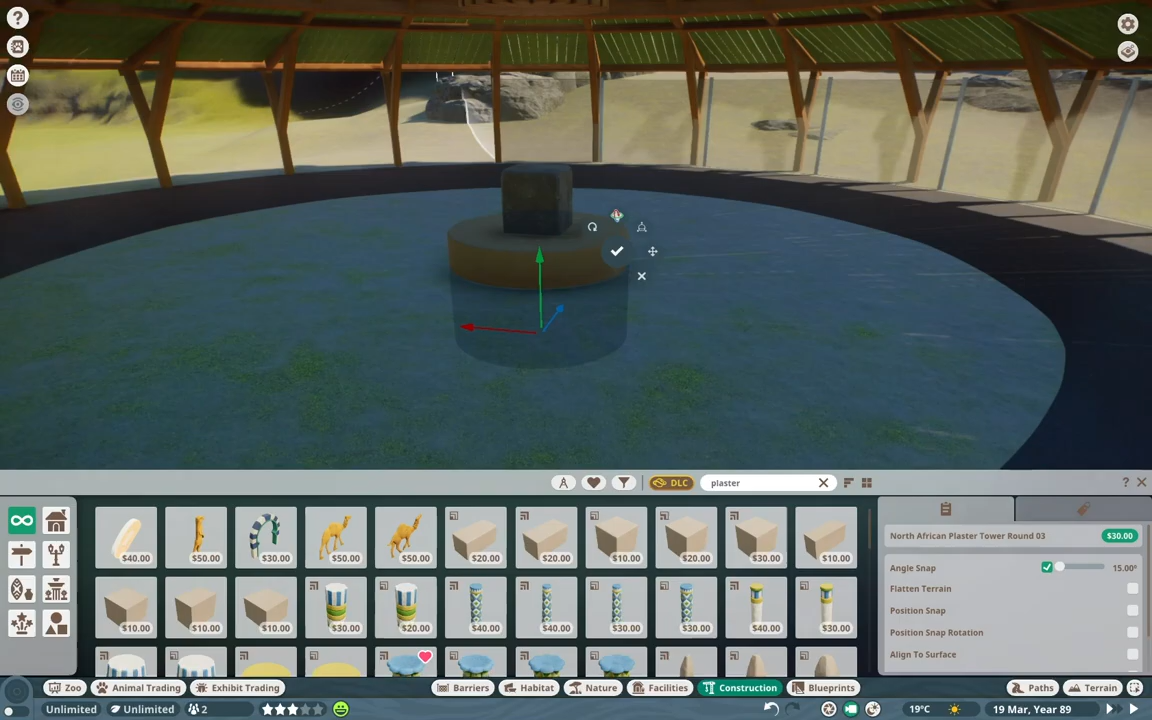 ?
DLC
plaster
?
$40.00
$50.00
$30.00
$50.00
$50.00
$20.00
$20.00
$10.00
$20.00
$30.00
$10.00
$10.00
$10.00
$10.00
$30.00
$20.00
$40.00
$40.00
$30.00
$30.00
$40.00
$30.00
North African Plaster Tower Round 03 $30.00
Angle Snap 15.00°
Flatten Terrain
Position Snap
Position Snap Rotation
Align To Surface
Zoo Animal Trading Exhibit Trading Barriers Habitat Nature Facilities Construction Blueprints Paths Terrain
Unlimited Unlimited 2 19°C 19 Mar, Year 89